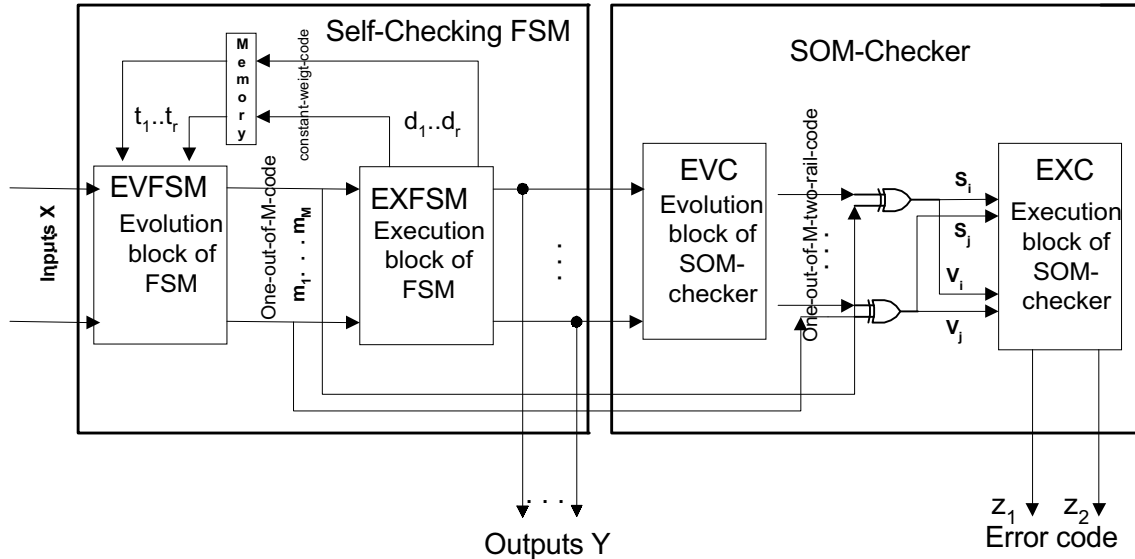 Self-Checking FSM
SOM-Checker
Memory
constant-weigt-code
t1..tr
d1..dr
EVFSM
Evolution
block of
FSM
Inputs X
One-out-of-M-code
m1 . . . mM
EXFSM
Execution
block of
FSM
EVC
Evolution
block of
SOM-
checker
One-out-of-M-two-rail-code
Si
Sj
Vi
Vj
EXC
Execution
block of
SOM-
checker
Outputs Y
z1
z2
Error code